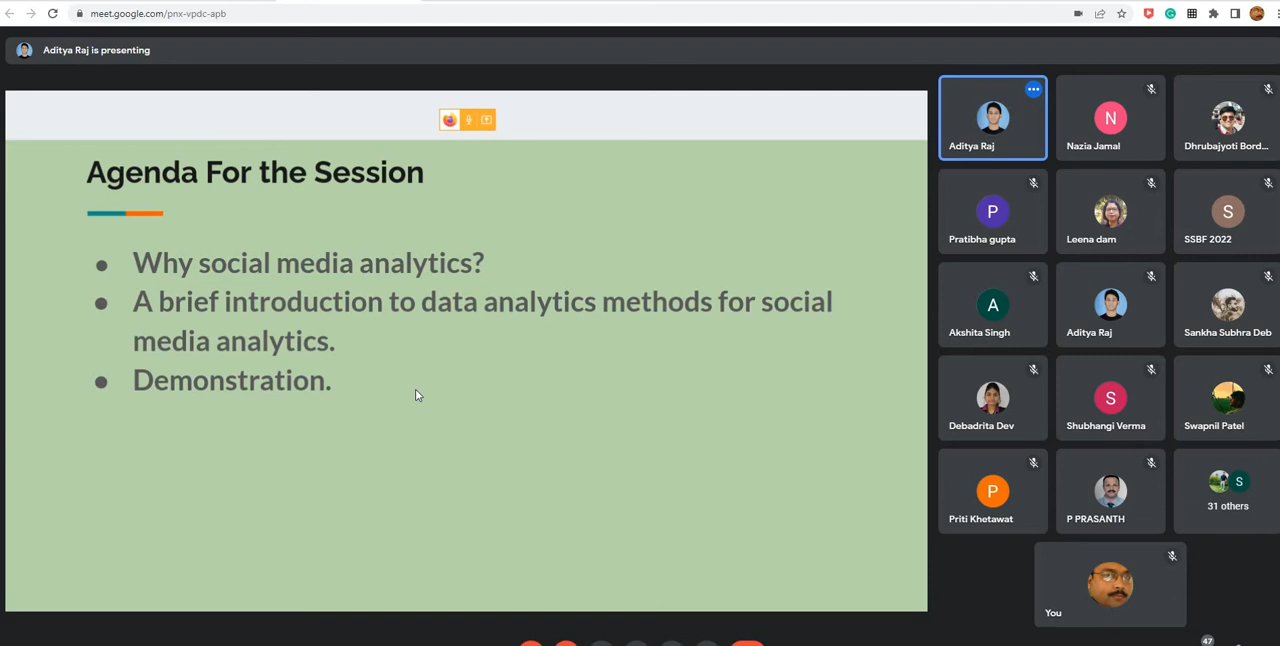 meet.google.com/pnx-vpdc-apb
Aditya Raj is presenting
Agenda For the Session
● Why social media analytics?
● A brief introduction to data analytics methods for social
media analytics.
● Demonstration.
Aditya Raj
N
Nazia Jamal
Dhrubajyoti Bord...
P
Pratibha gupta
Leena dam
S
SSBF 2022
A
Akshita Singh
Aditya Raj
Sankha Subhra Deb
Debadrita Dev
S
Shubhangi Verma
Swapnil Patel
P
Priti Khetawat
P PRASANTH
S
31 others
You
47